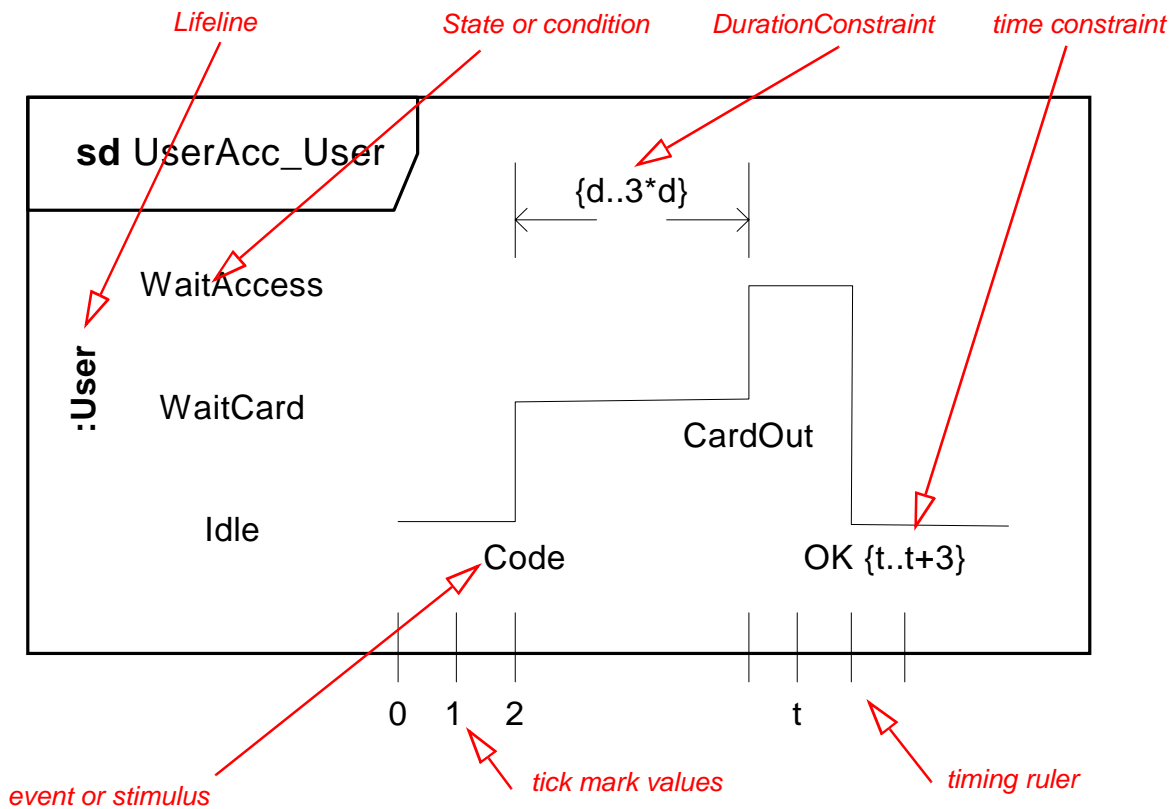 Lifeline
State or condition
DurationConstraint
time constraint
sd UserAcc_User
{d..3*d}
WaitAccess
:User
WaitCard
CardOut
Idle
Code
OK {t..t+3}
0 1 2 t
event or stimulus
tick mark values
timing ruler